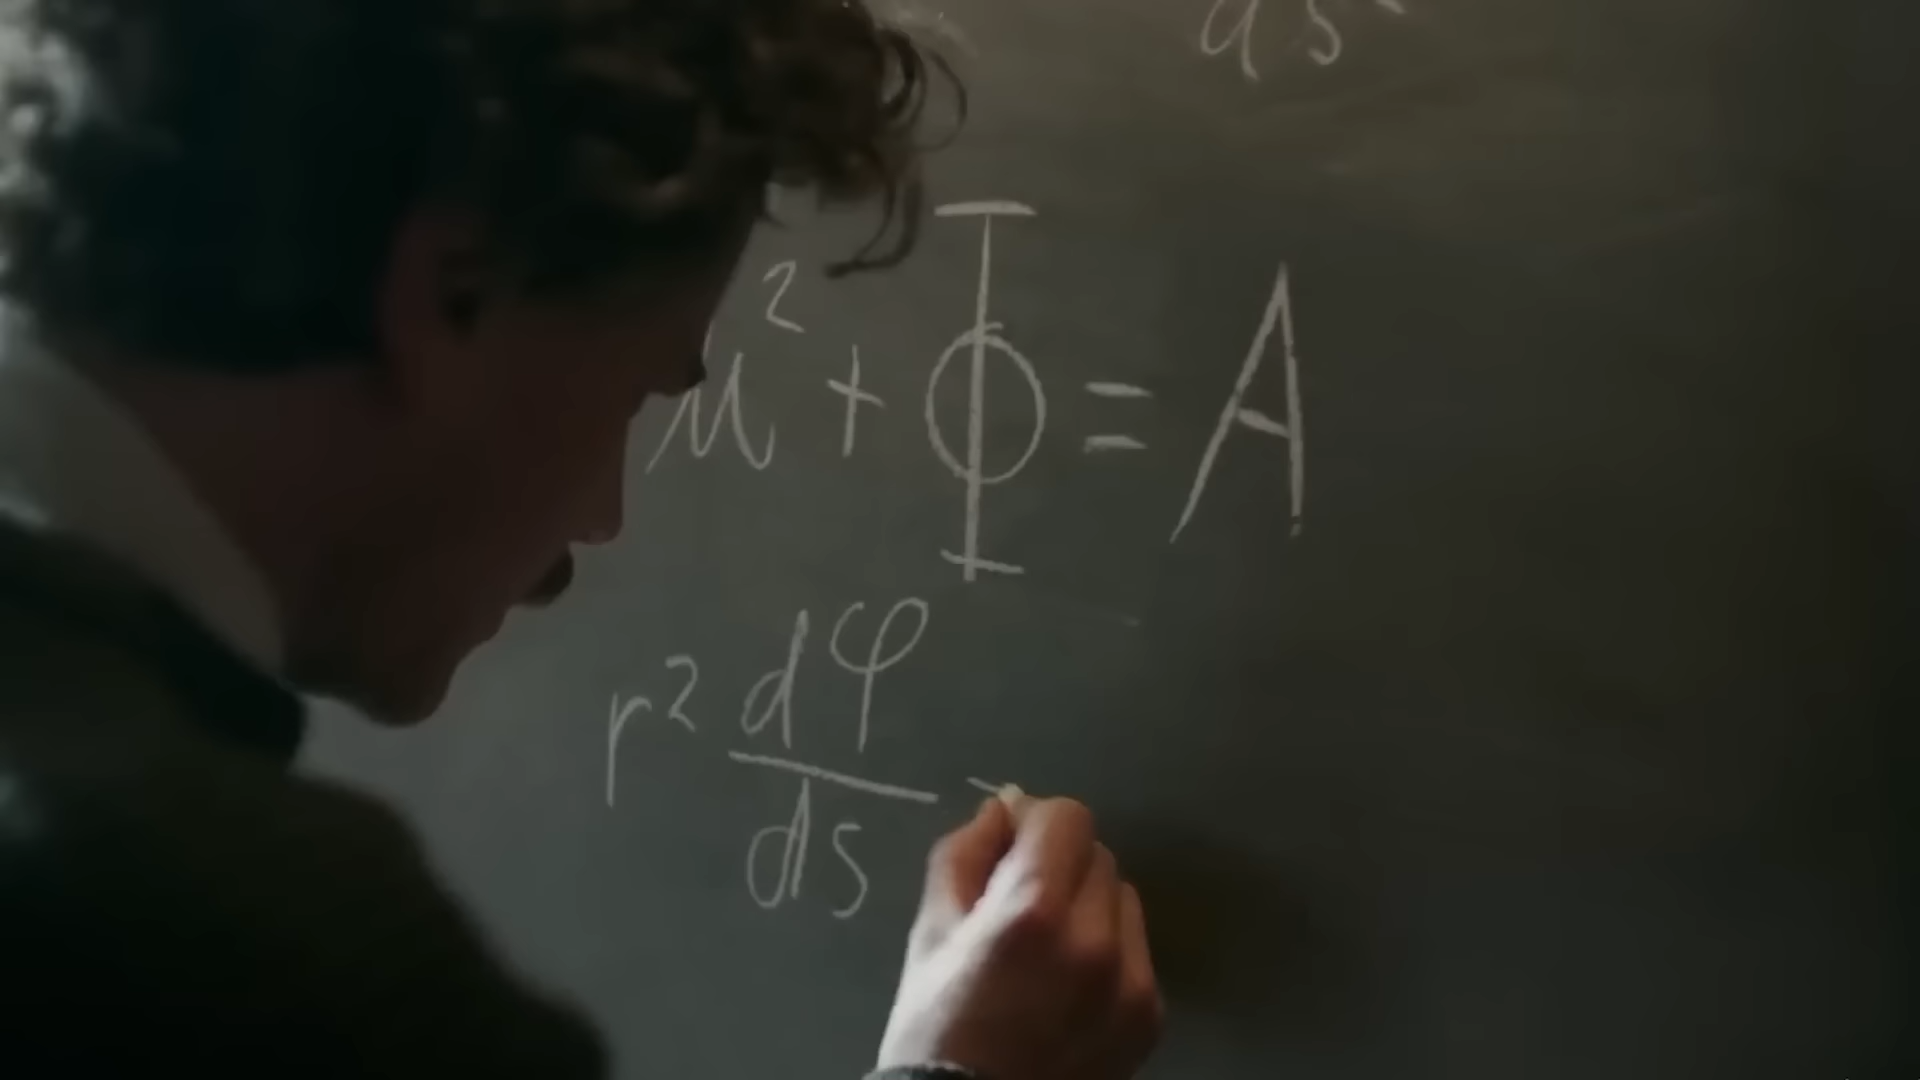 ds
u² + Φ = A
r² dφ/ds